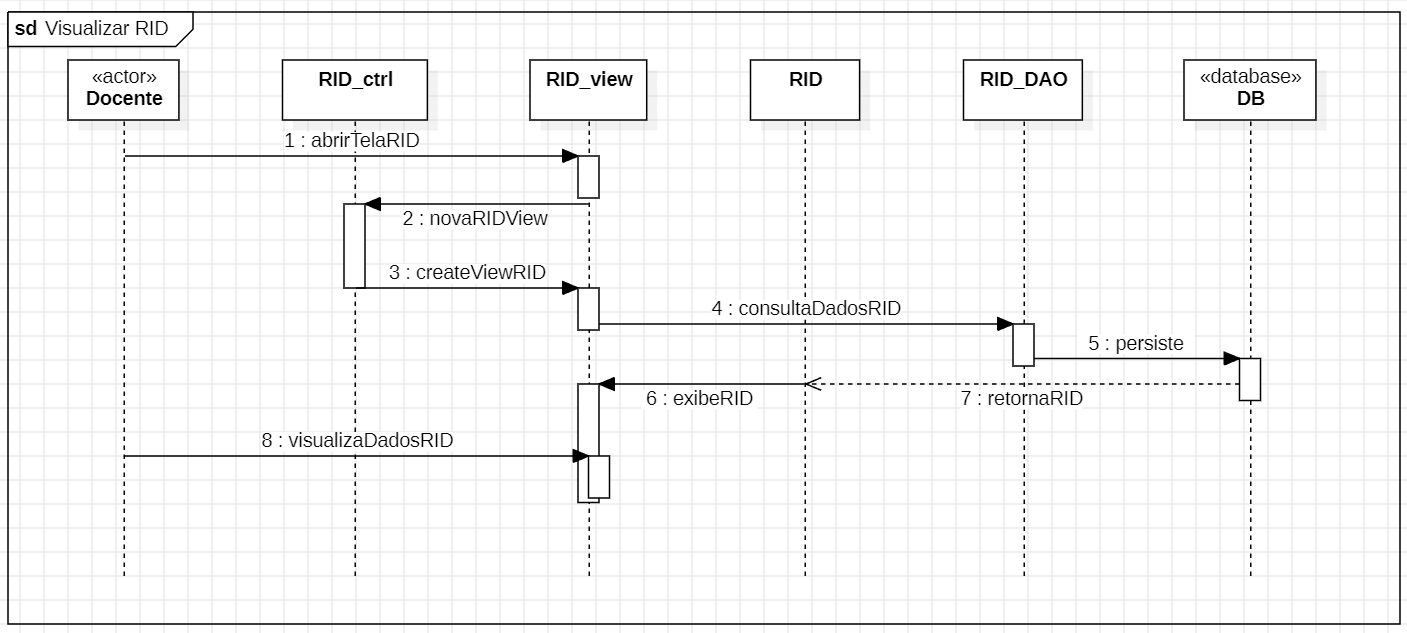 sd Visualizar RID
«actor»
Docente
RID_ctrl
RID_view
RID
RID_DAO
«database»
DB
1 : abrirTelaRID
2 : novaRIDView
3 : createViewRID
4 : consultaDadosRID
5 : persiste
6 : exibeRID
7 : retornaRID
8 : visualizaDadosRID